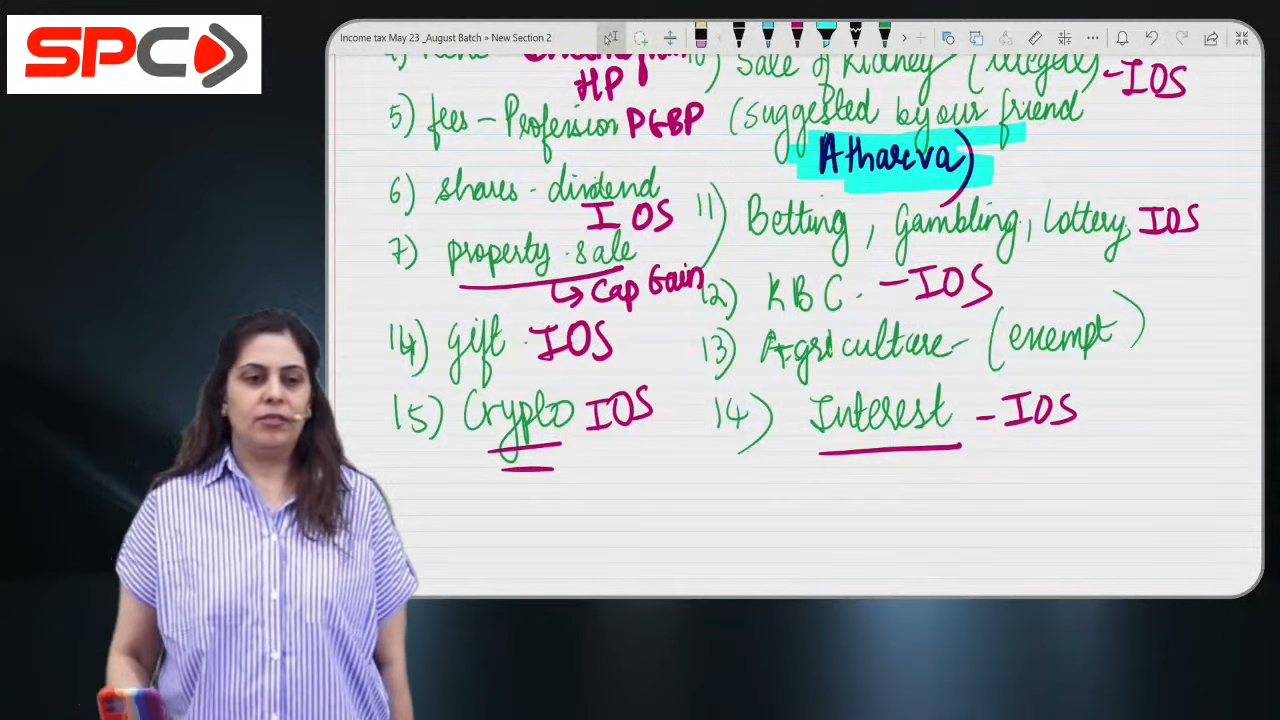 SPC
Income tax May 23 _August Batch » New Section 2
HP
5) fees - Profession PGBP
6) shares - dividend
IOS
7) property sale
↳ Cap Gain
14) gift . IOS
15) Crypto IOS
10) Sale of Kidney (illegal) - IOS
(suggested by our friend
Atharva)
11) Betting, Gambling, Lottery, IOS
12) KBC . - IOS
13) Agriculture - (exempt)
14) Interest - IOS